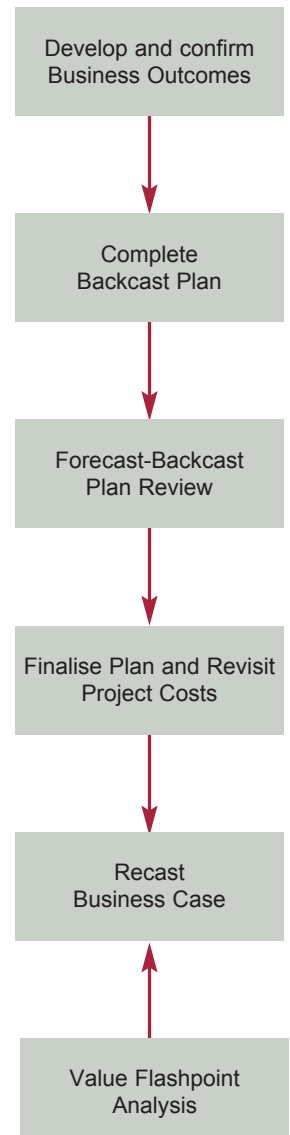 Develop and confirm
Business Outcomes
Complete
Backcast Plan
Forecast-Backcast
Plan Review
Finalise Plan and Revisit
Project Costs
Recast
Business Case
Value Flashpoint
Analysis